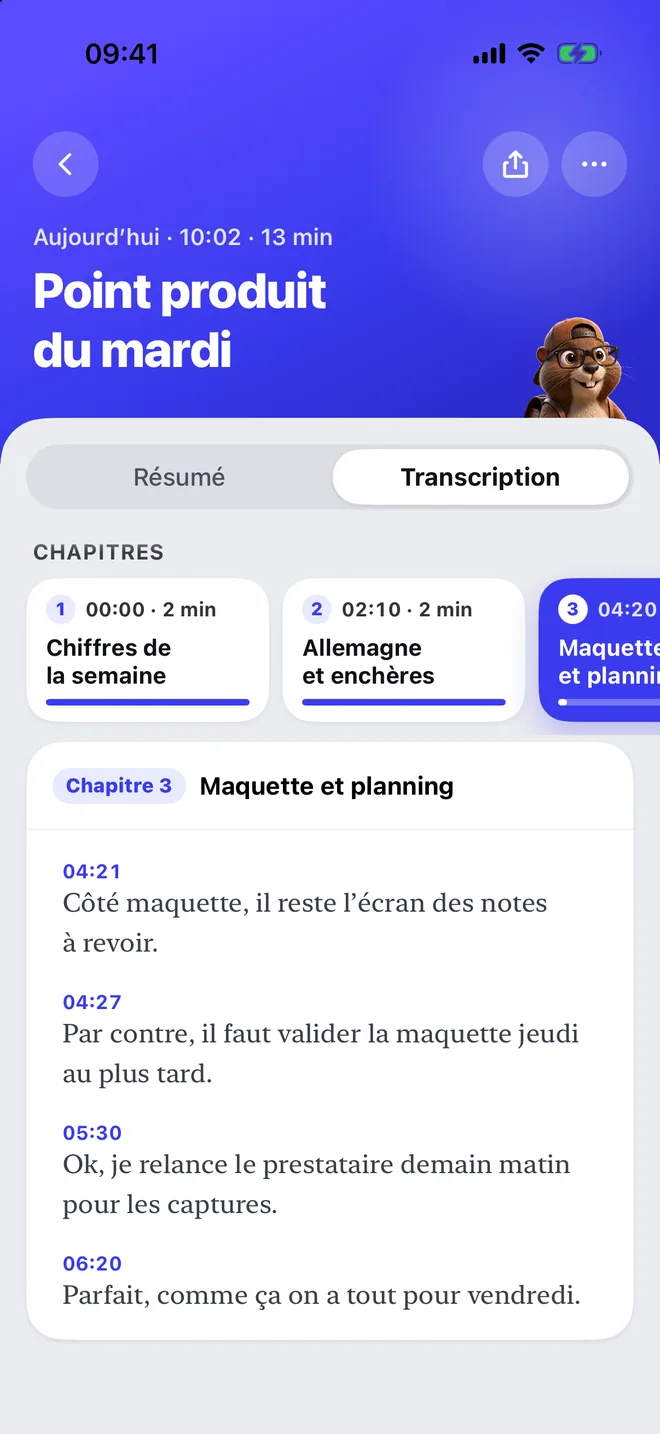 09:41
Aujourd’hui · 10:02 · 13 min
Point produit
du mardi
Résumé
Transcription
CHAPITRES
1 00:00 · 2 min
Chiffres de
la semaine
2 02:10 · 2 min
Allemagne
et enchères
3 04:20
Maquette
et plannin
Chapitre 3 Maquette et planning
04:21
Côté maquette, il reste l’écran des notes
à revoir.
04:27
Par contre, il faut valider la maquette jeudi
au plus tard.
05:30
Ok, je relance le prestataire demain matin
pour les captures.
06:20
Parfait, comme ça on a tout pour vendredi.